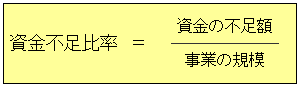 資金不足比率 ＝
資金の不足額
事業の規模